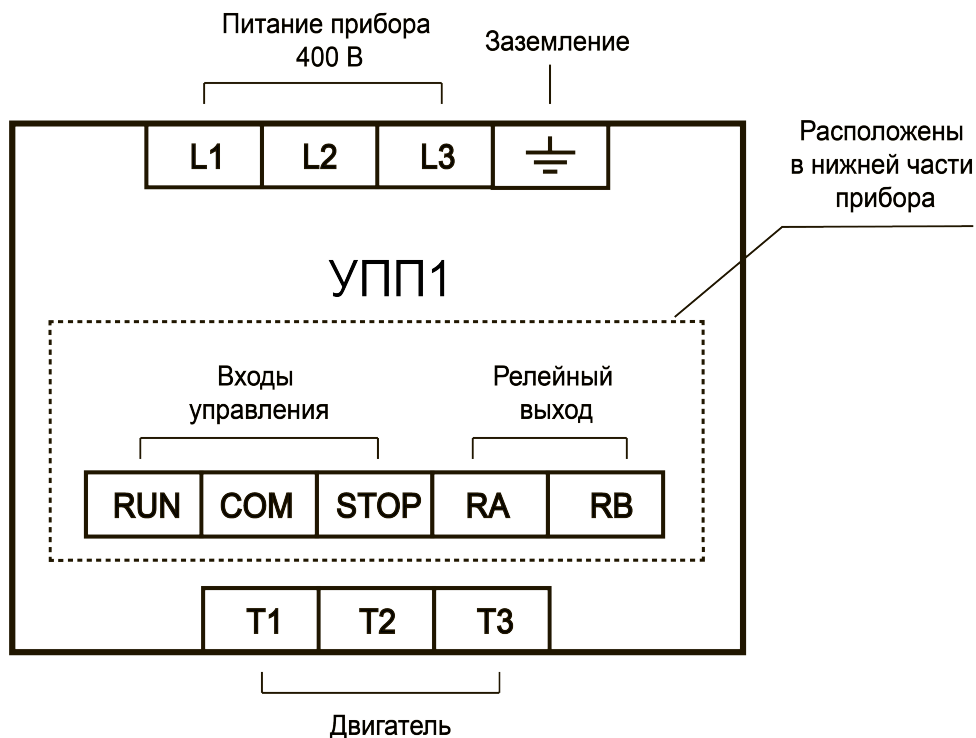 Питание прибора
400 В
Заземление
Расположены
в нижней части
прибора
L1 L2 L3
УПП1
Входы
управления
Релейный
выход
RUN COM STOP RA RB
T1 T2 T3
Двигатель